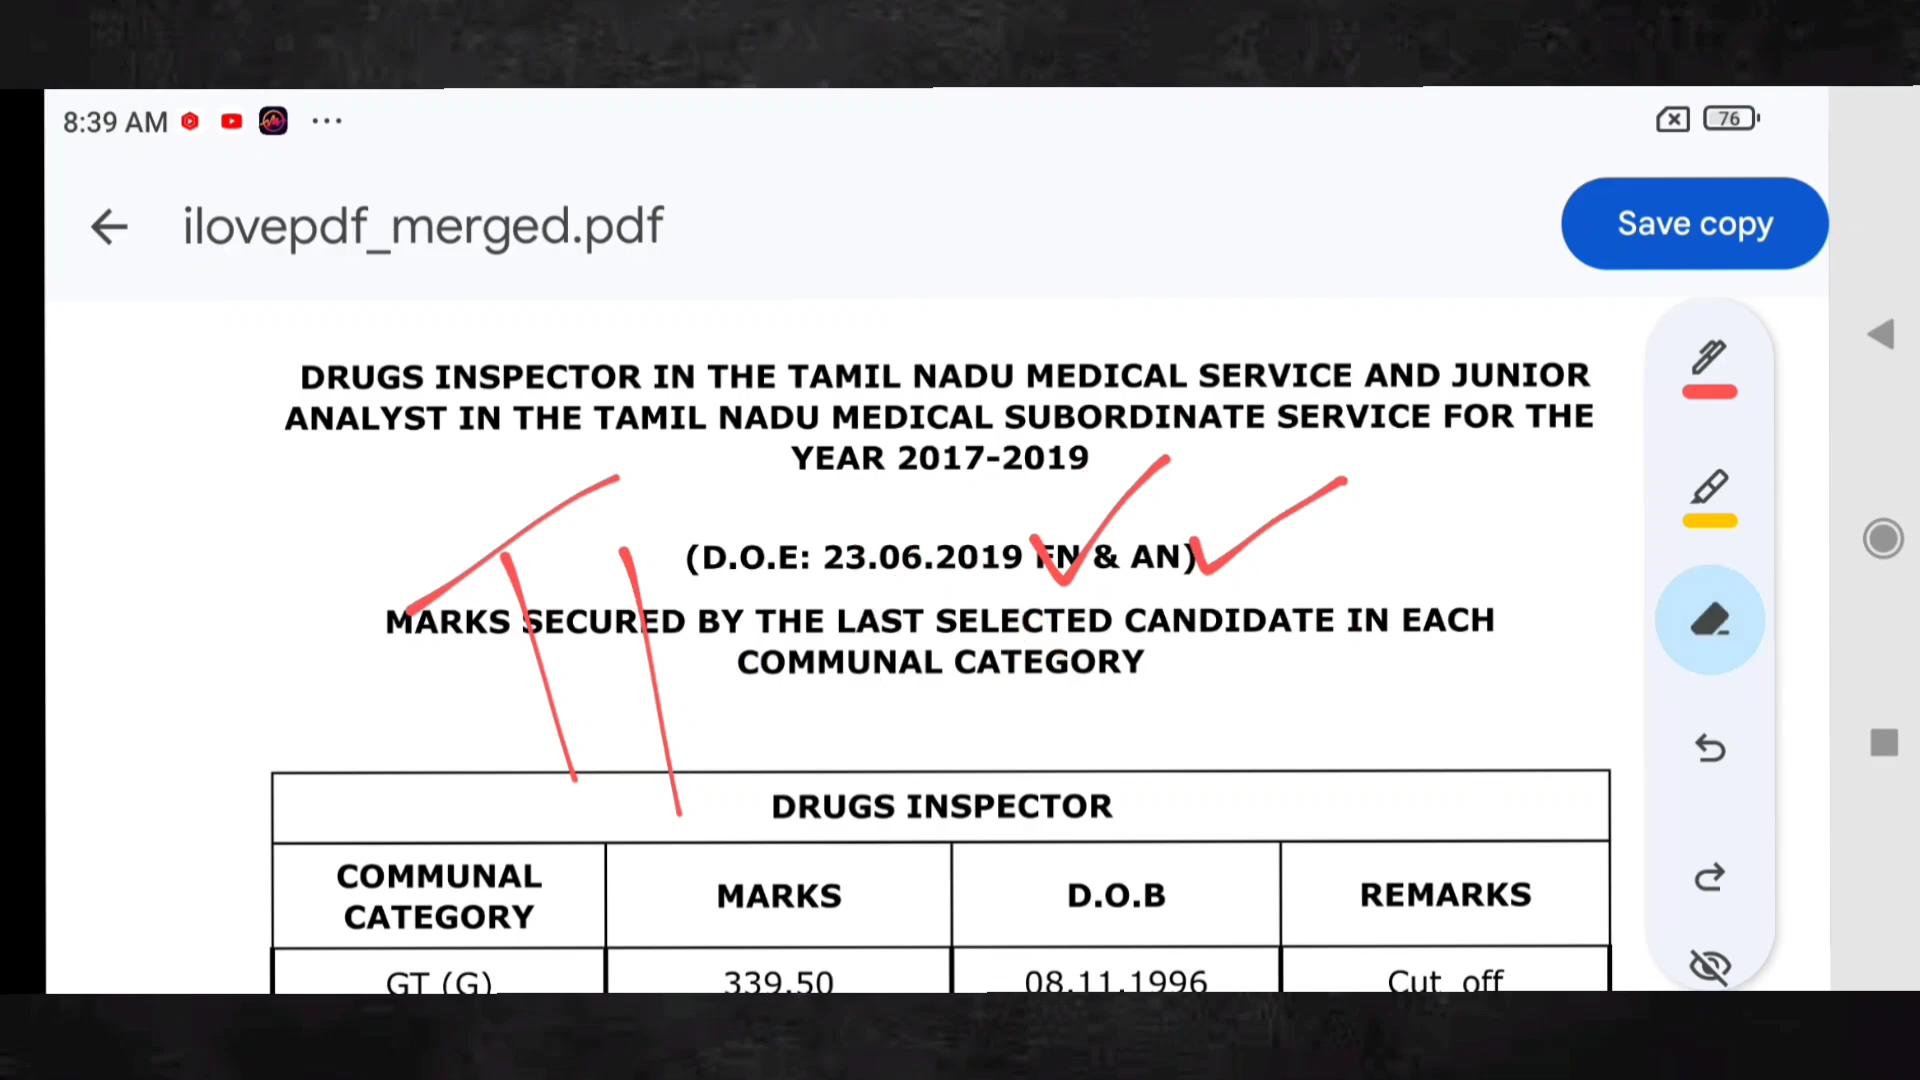 8:39 AM ...
76
ilovepdf_merged.pdf
Save copy
DRUGS INSPECTOR IN THE TAMIL NADU MEDICAL SERVICE AND JUNIOR
ANALYST IN THE TAMIL NADU MEDICAL SUBORDINATE SERVICE FOR THE
YEAR 2017-2019
(D.O.E: 23.06.2019 FN & AN)
MARKS SECURED BY THE LAST SELECTED CANDIDATE IN EACH
COMMUNAL CATEGORY
DRUGS INSPECTOR
COMMUNAL CATEGORY MARKS D.O.B REMARKS
GT (G) 339.50 08.11.1996 Cut off